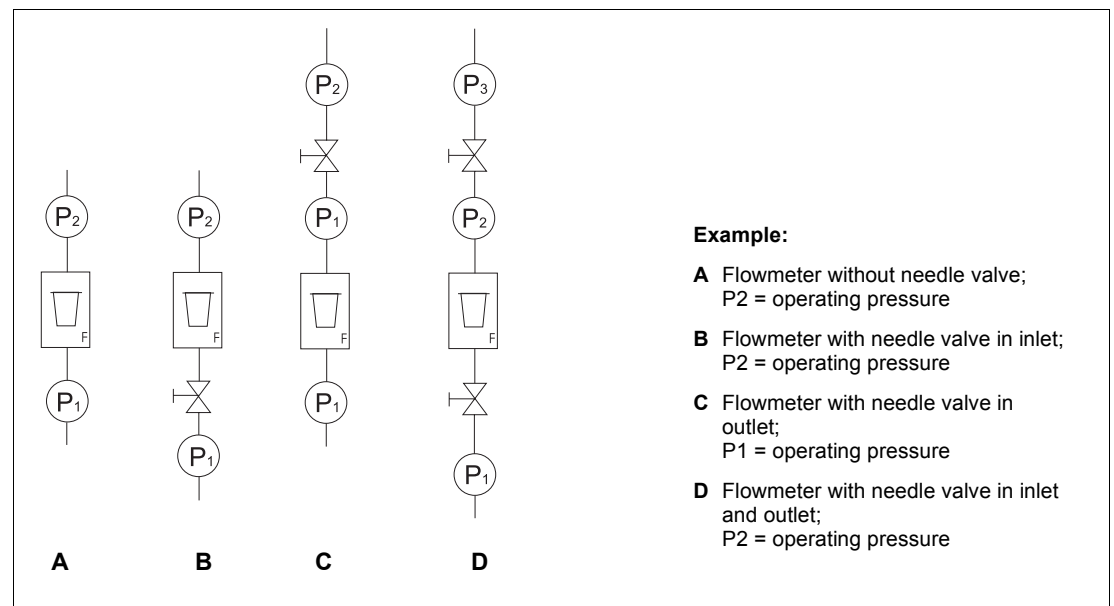 P2 P3
P2 P2 P1 P2
F F F F
P1 P1
P1 P1
A B C D
Example:
A Flowmeter without needle valve;
P2 = operating pressure
B Flowmeter with needle valve in inlet;
P2 = operating pressure
C Flowmeter with needle valve in
outlet;
P1 = operating pressure
D Flowmeter with needle valve in inlet
and outlet;
P2 = operating pressure